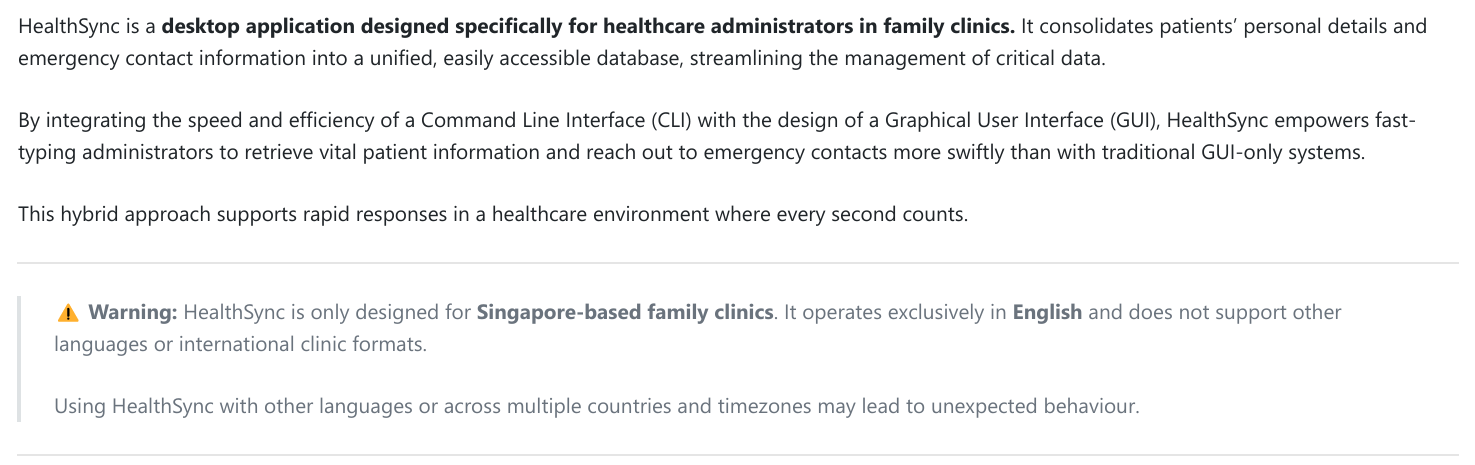 HealthSync is a desktop application designed specifically for healthcare administrators in family clinics. It consolidates patients’ personal details and
emergency contact information into a unified, easily accessible database, streamlining the management of critical data.
By integrating the speed and efficiency of a Command Line Interface (CLI) with the design of a Graphical User Interface (GUI), HealthSync empowers fast-
typing administrators to retrieve vital patient information and reach out to emergency contacts more swiftly than with traditional GUI-only systems.
This hybrid approach supports rapid responses in a healthcare environment where every second counts.
⚠️ Warning: HealthSync is only designed for Singapore-based family clinics. It operates exclusively in English and does not support other
languages or international clinic formats.
Using HealthSync with other languages or across multiple countries and timezones may lead to unexpected behaviour.